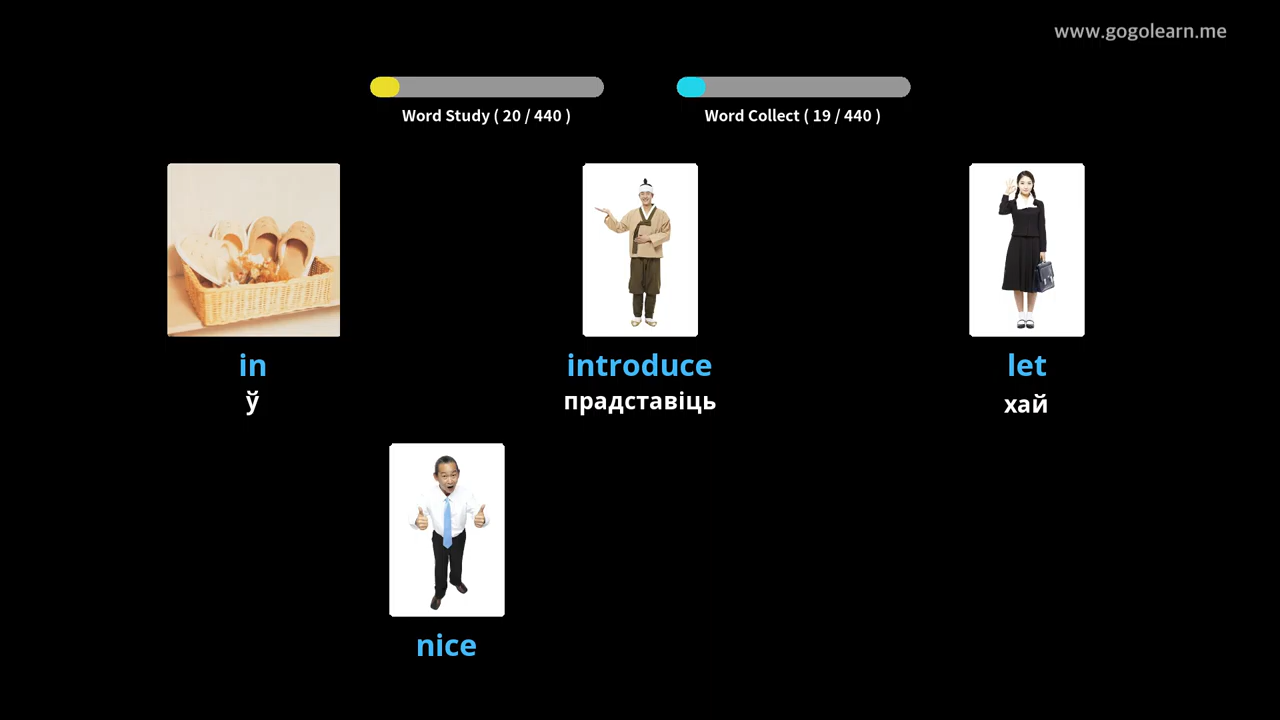 www.gogolearn.me
Word Study ( 20 / 440 )
Word Collect ( 19 / 440 )
in
introduce
let
ў
прадставіць
хай
nice